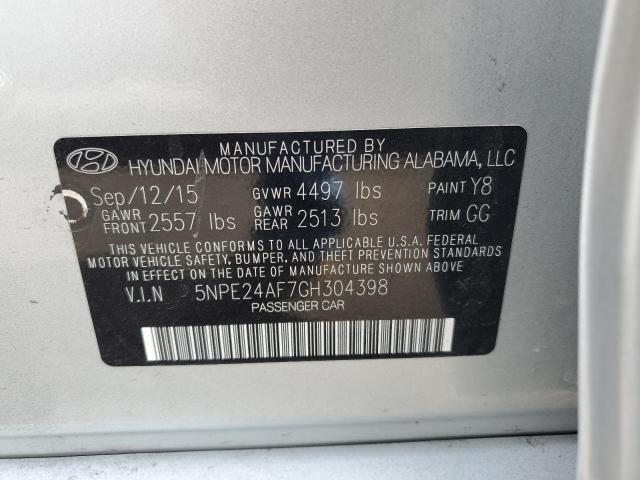 MANUFACTURED BY
HYUNDAI MOTOR MANUFACTURING ALABAMA, LLC
Sep/12/15 GVWR 4497 lbs PAINT Y8
GAWR FRONT 2557 lbs GAWR REAR 2513 lbs TRIM GG
THIS VEHICLE CONFORMS TO ALL APPLICABLE U.S.A. FEDERAL
MOTOR VEHICLE SAFETY, BUMPER, AND THEFT PREVENTION
STANDARDS IN EFFECT ON THE DATE OF MANUFACTURE SHOWN ABOVE.
V.I.N 5NPE24AF7GH304398
PASSENGER CAR